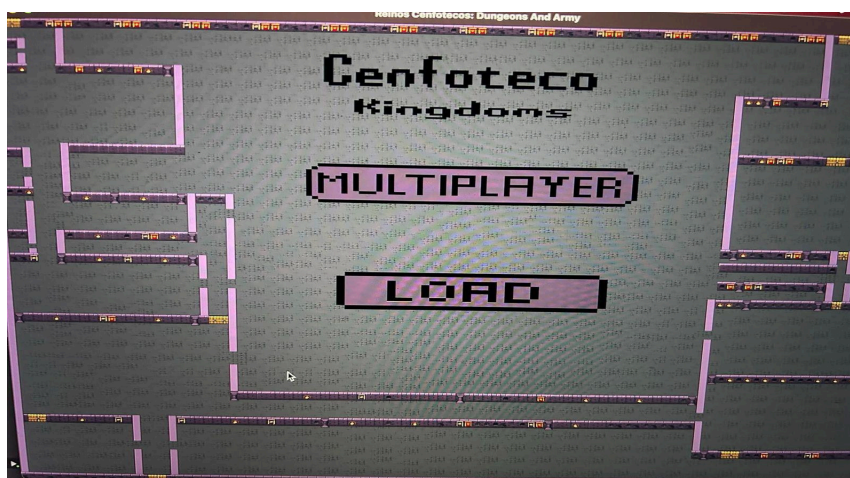 Reinos Cenfotecos: Dungeons And Army
Cenfoteco
Kingdoms
MULTIPLAYER
LOAD